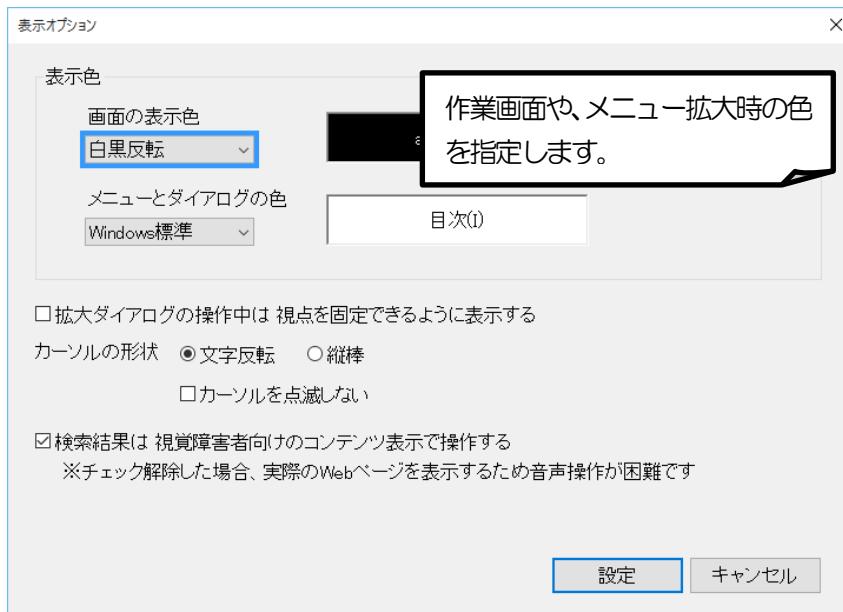 表示オプション
表示色
画面の表示色
白黒反転
作業画面や、メニュー拡大時の色
を指定します。
メニューとダイアログの色
Windows標準
目次(I)
拡大ダイアログの操作中は 視点を固定できるように表示する
カーソルの形状 文字反転 縦棒
カーソルを点滅しない
検索結果は 視覚障害者向けのコンテンツ表示で操作する
※チェック解除した場合、実際のWebページを表示するため音声操作が困難です
設定 キャンセル